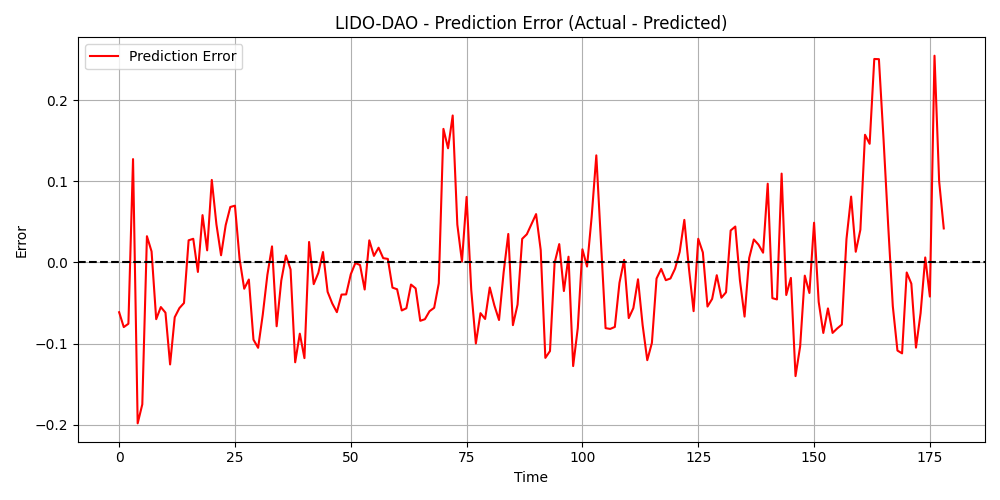 LIDO-DAO - Prediction Error (Actual - Predicted)
Prediction Error
Error
0.2
0.1
0.0
−0.1
−0.2
0 25 50 75 100 125 150 175
Time